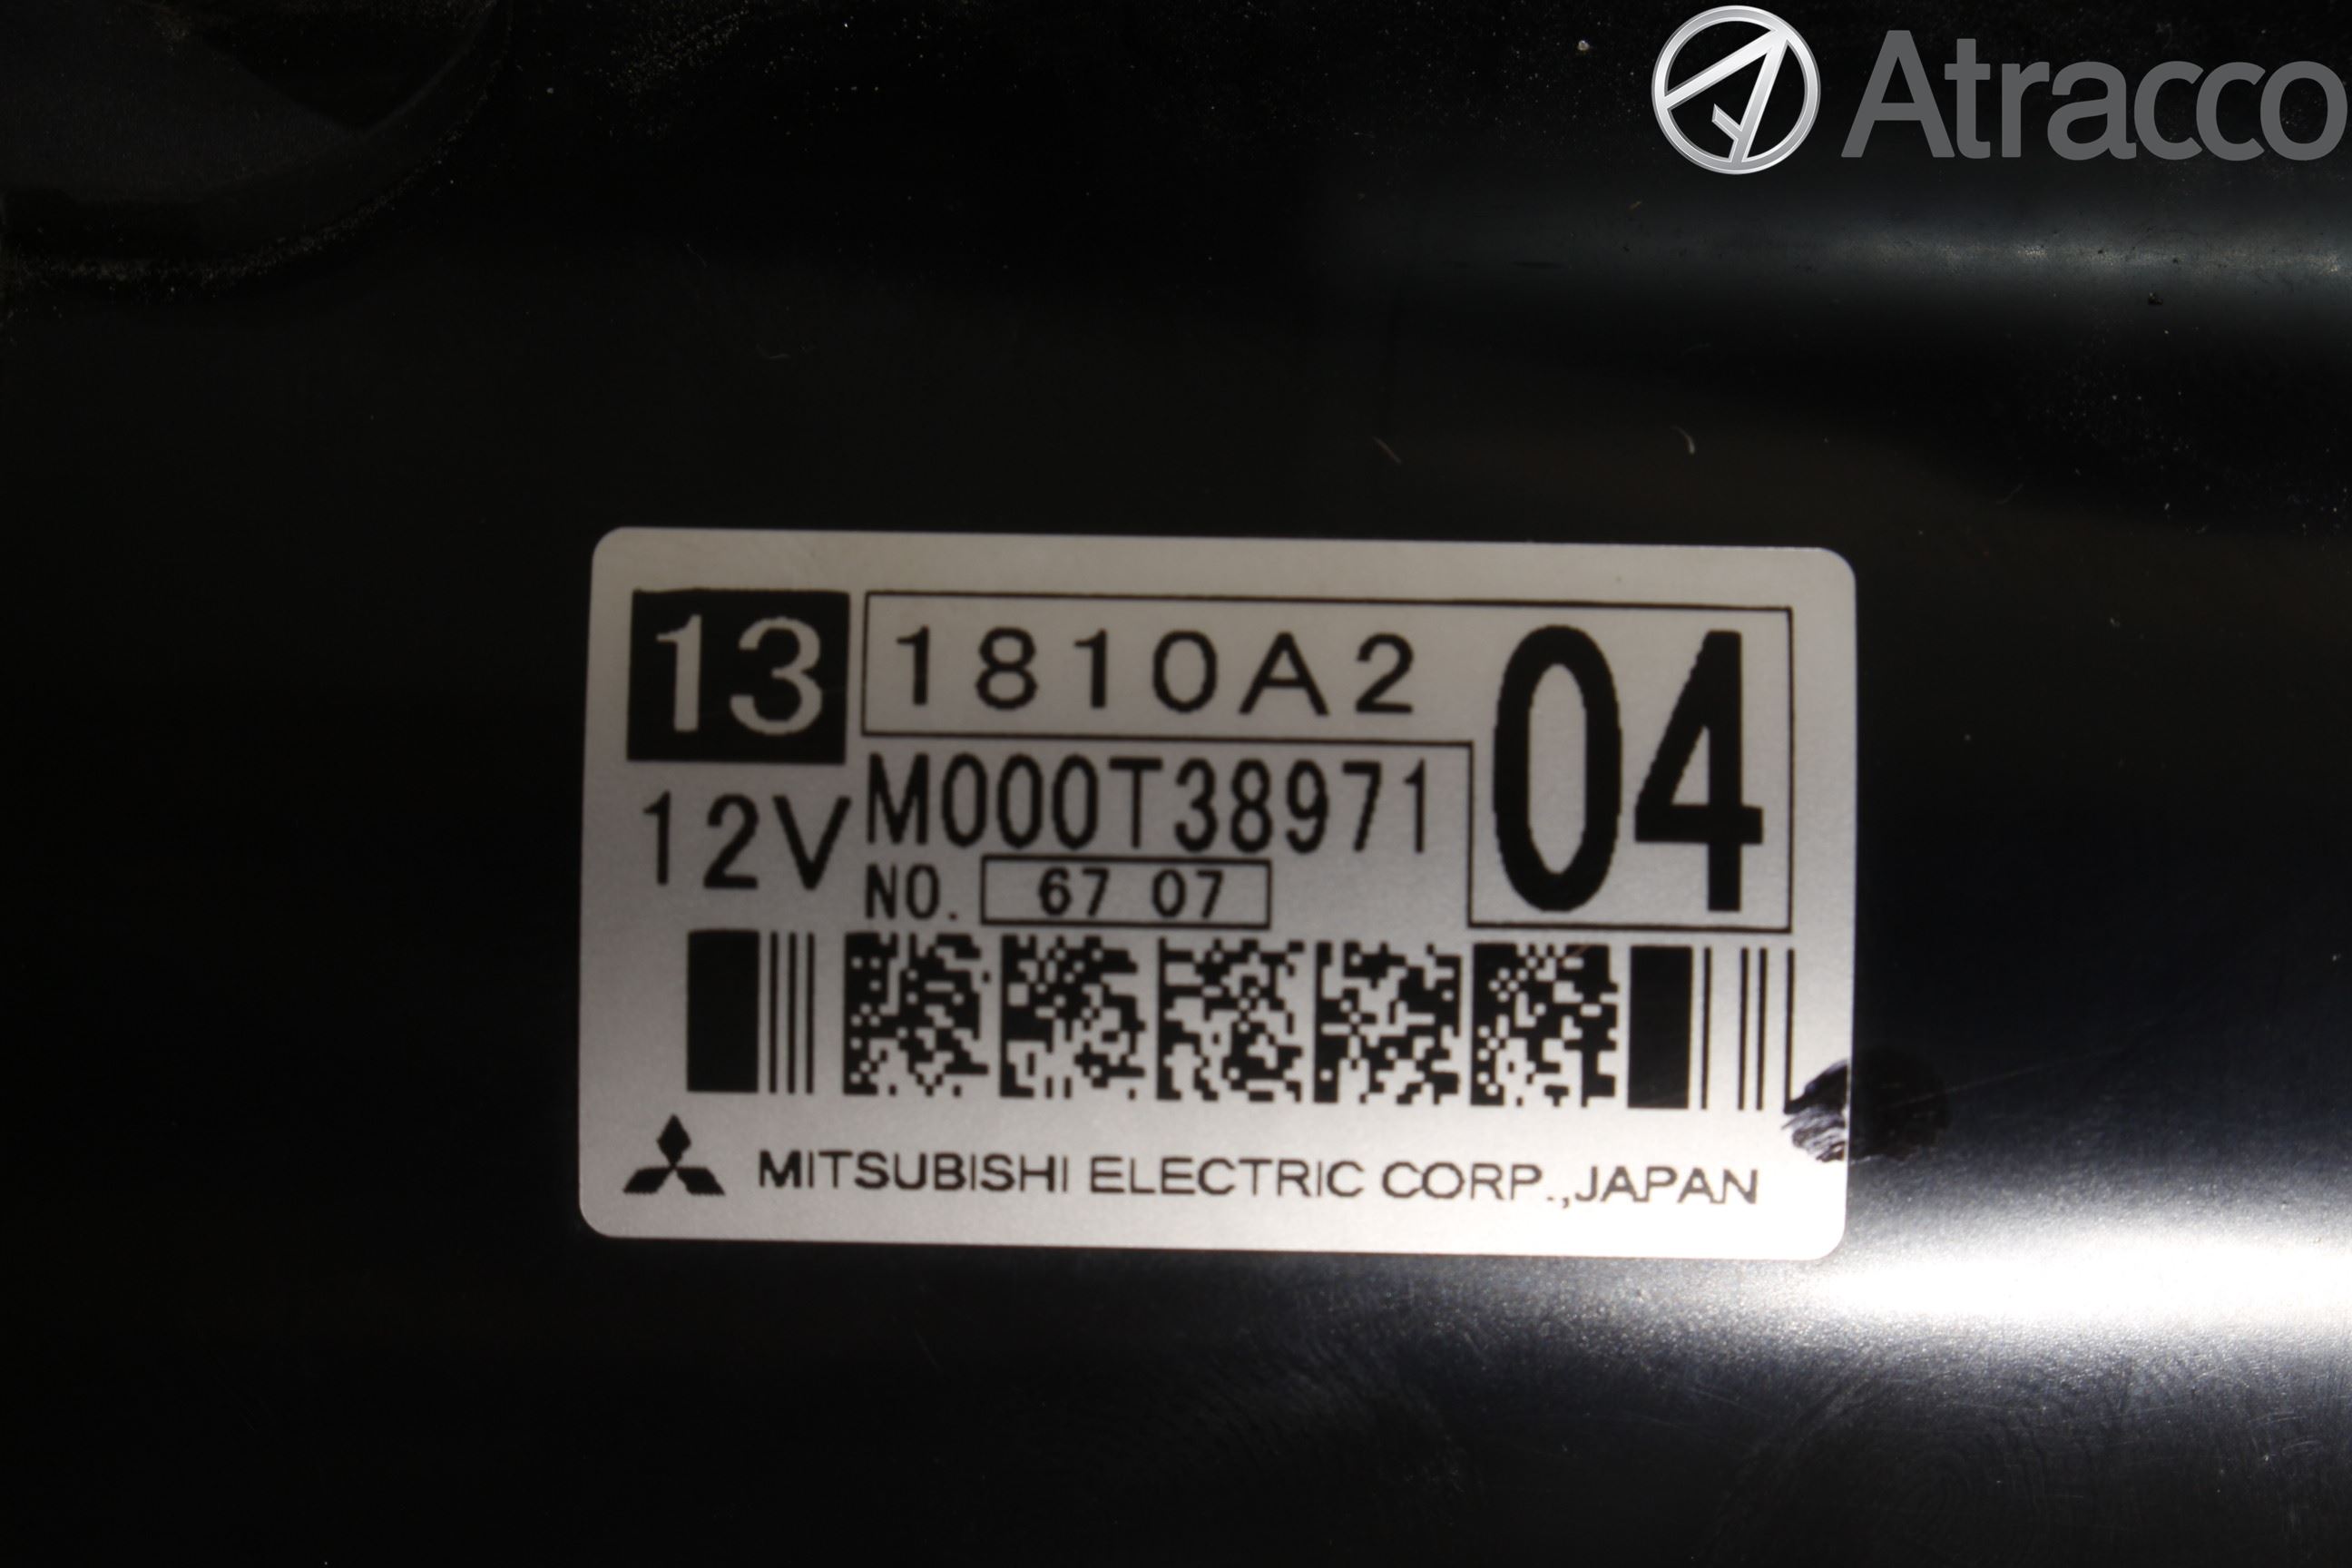 Atracco
13 1810A2 04
12V M000T38971
NO. 67 07
MITSUBISHI ELECTRIC CORP.,JAPAN